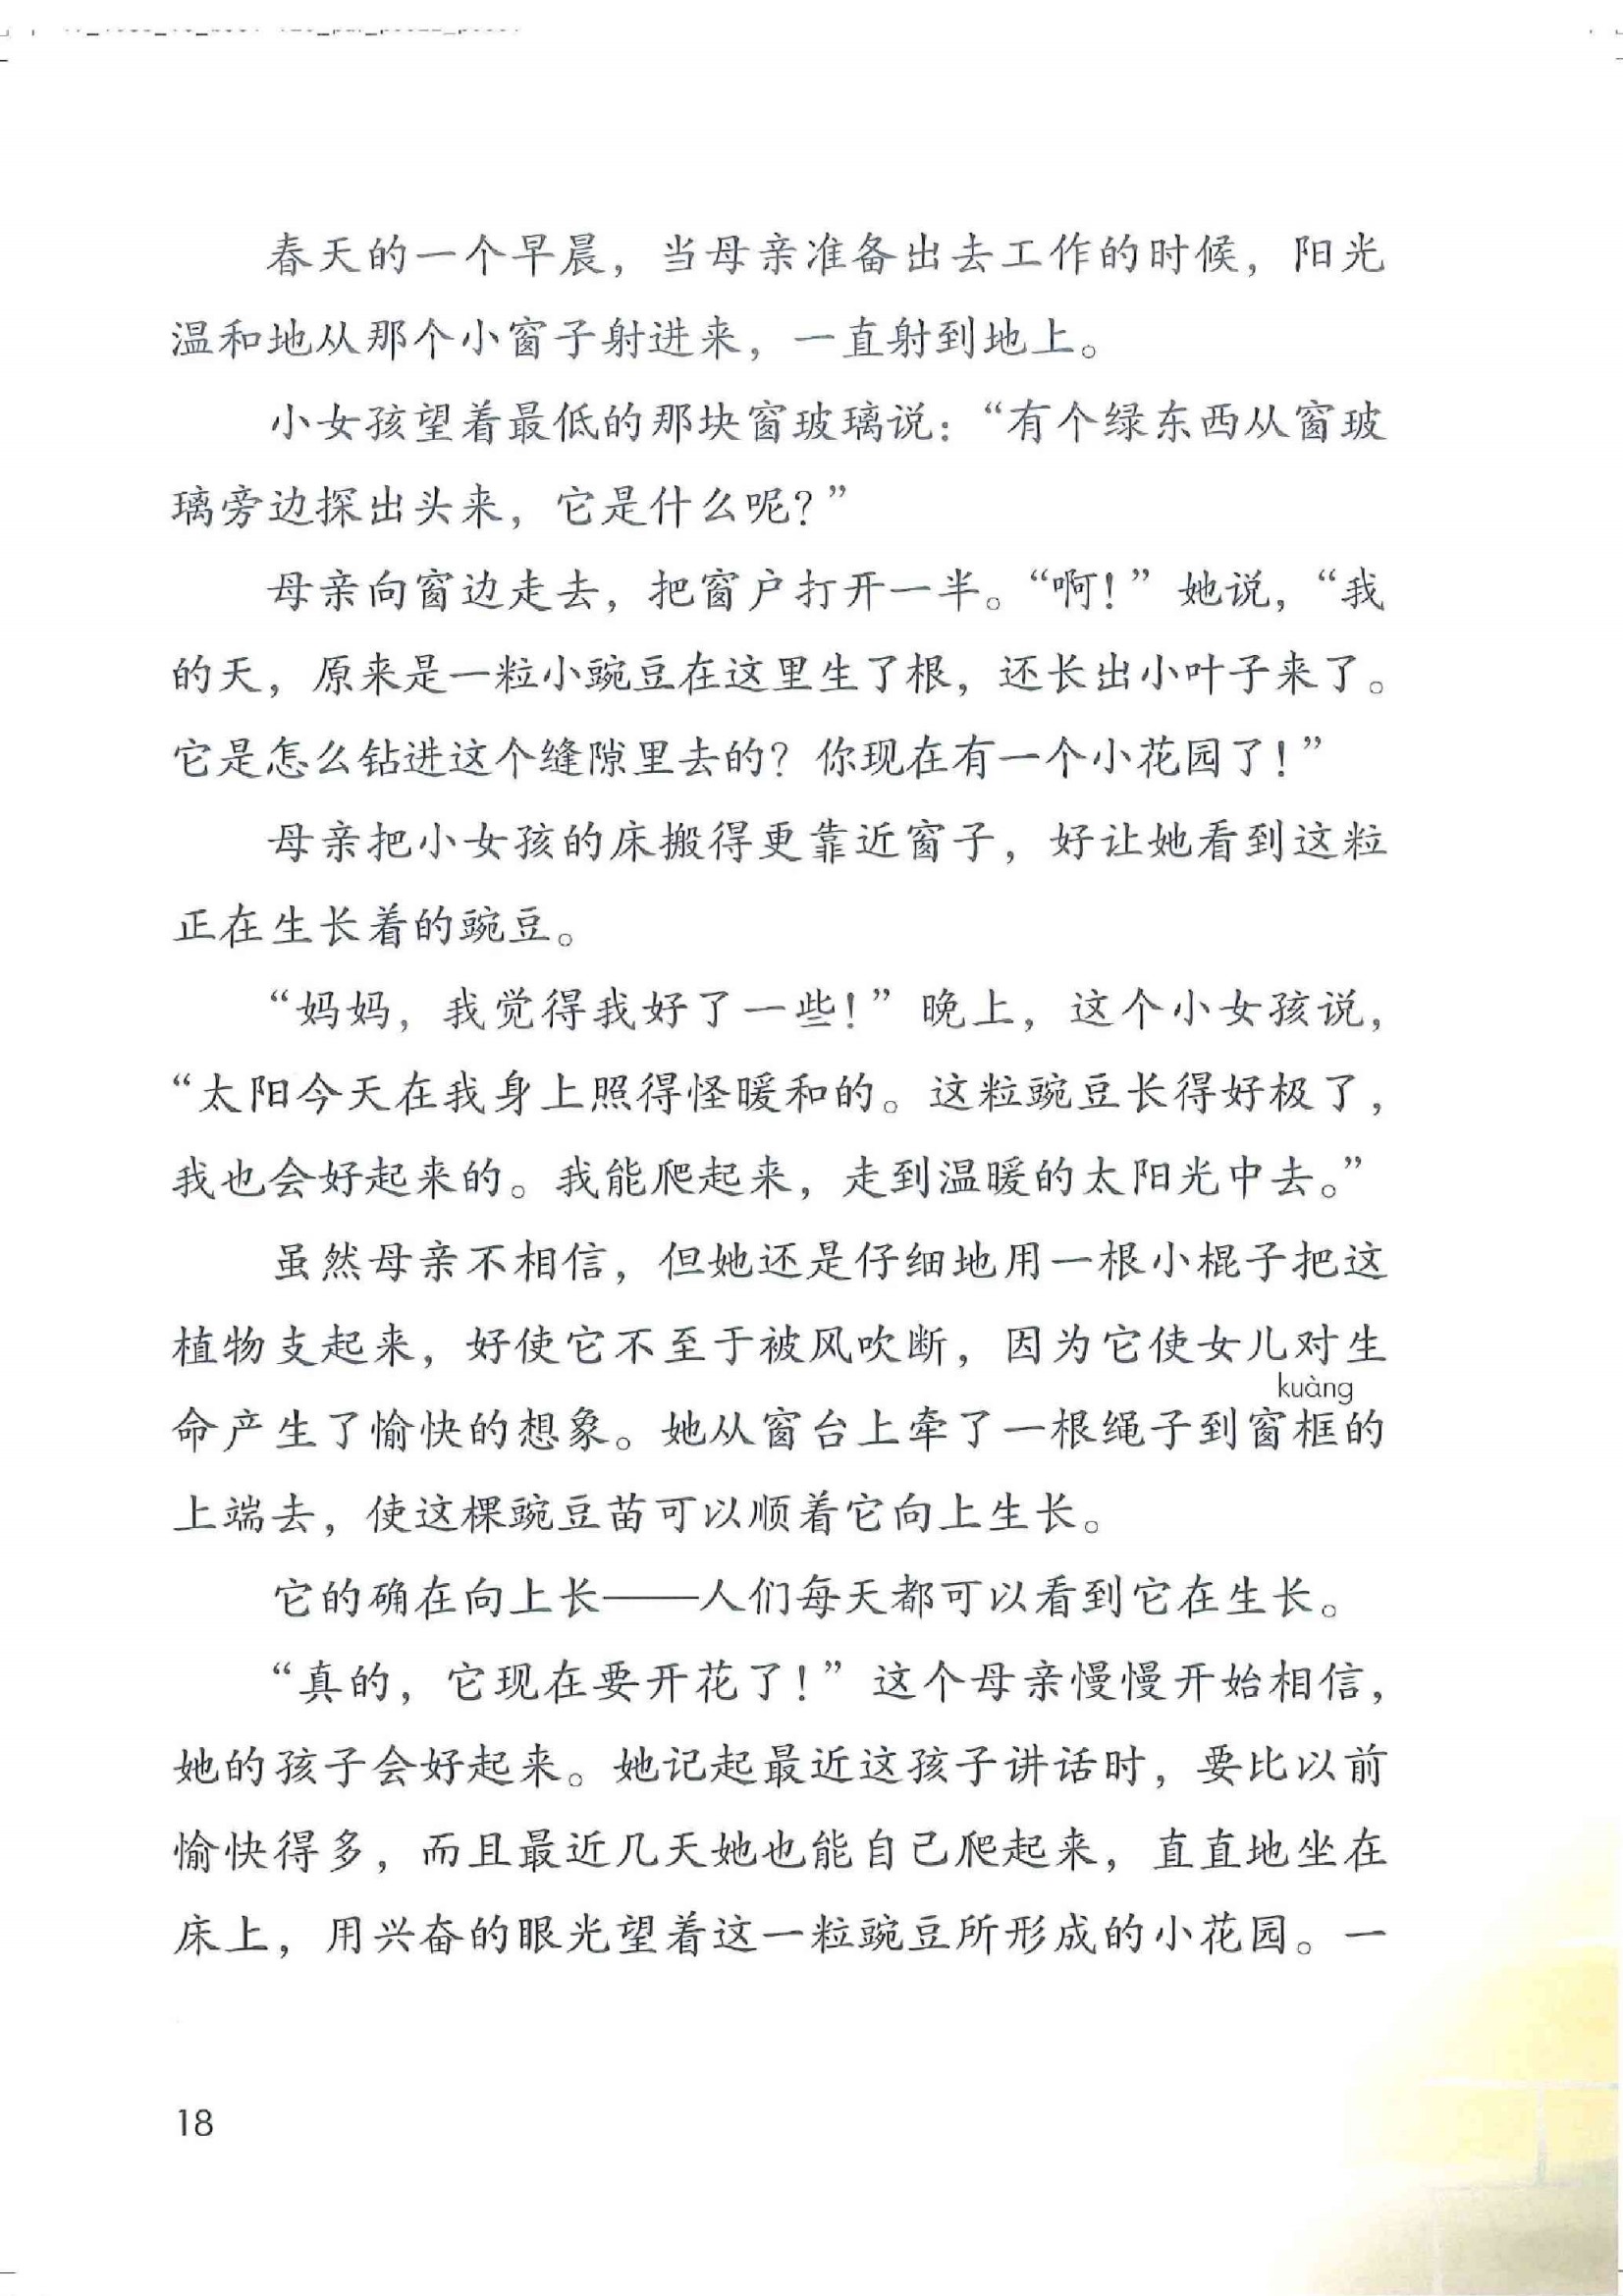 春天的一个早晨，当母亲准备出去工作的时候，阳光
温和地从那个小窗子射进来，一直射到地上。
小女孩望着最低的那块窗玻璃说：“有个绿东西从窗玻
璃旁边探出头来，它是什么呢？”
母亲向窗边走去，把窗户打开一半。“啊！”她说，“我
的天，原来是一粒小豌豆在这里生了根，还长出小叶子来了。
它是怎么钻进这个缝隙里去的？你现在有一个小花园了！”
母亲把小女孩的床搬得更靠近窗子，好让她看到这粒
正在生长着的豌豆。
“妈妈，我觉得我好了一些！”晚上，这个小女孩说，
“太阳今天在我身上照得怪暖和的。这粒豌豆长得好极了，
我也会好起来的。我能爬起来，走到温暖的太阳光中去。”
虽然母亲不相信，但她还是仔细地用一根小棍子把这
植物支起来，好使它不至于被风吹断，因为它使女儿对生
kuàng
命产生了愉快的想象。她从窗台上牵了一根绳子到窗框的
上端去，使这棵豌豆苗可以顺着它向上生长。
它的确在向上长——人们每天都可以看到它在生长。
“真的，它现在要开花了！”这个母亲慢慢开始相信，
她的孩子会好起来。她记起最近这孩子讲话时，要比以前
愉快得多，而且最近几天她也能自己爬起来，直直地坐在
床上，用兴奋的眼光望着这一粒豌豆所形成的小花园。一
18